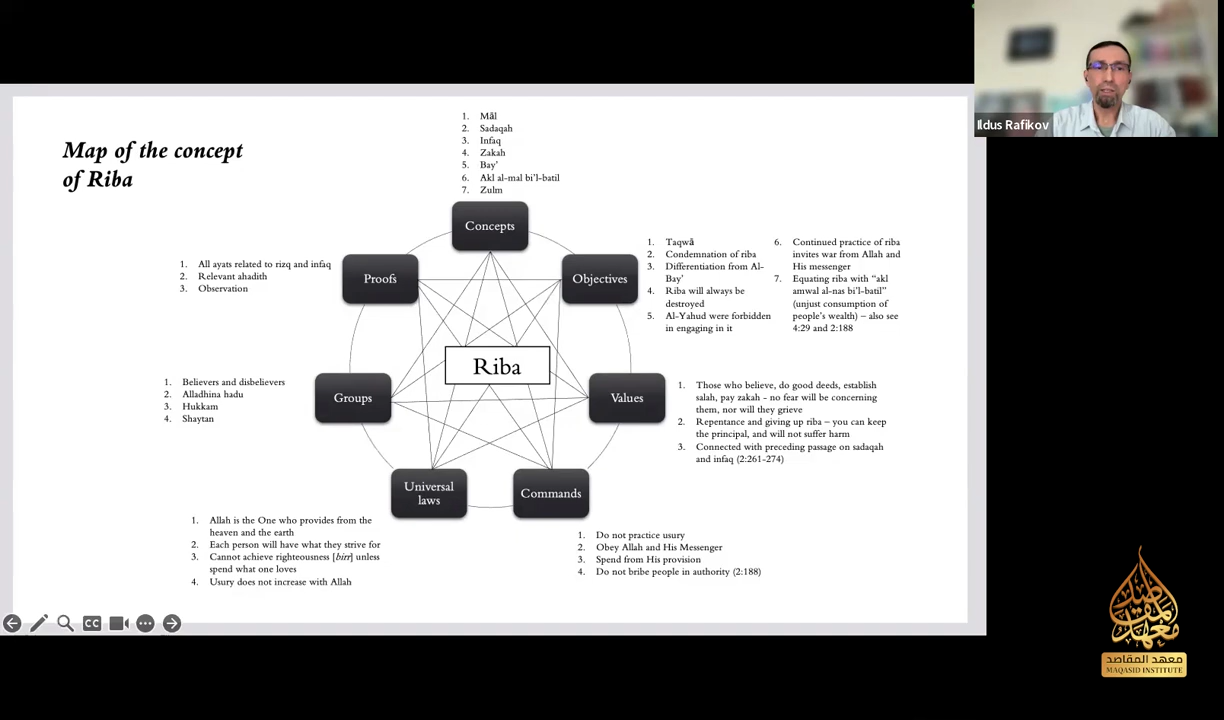 Ildus Rafikov
Map of the concept
of Riba
1. Māl
2. Sadaqah
3. Infaq
4. Zakah
5. Bay'
6. Akl al-mal bi'l-batil
7. Zulm
Concepts
Proofs
1. All ayats related to rizq and infaq
2. Relevant ahadith
3. Observation
Objectives
1. Taqwā
2. Condemnation of riba
3. Differentiation from Al-
Bay'
4. Riba will always be
destroyed
5. Al-Yahud were forbidden
in engaging in it
6. Continued practice of riba
invites war from Allah and
His messenger
7. Equating riba with “akl
amwal al-nas bi'l-batil”
(unjust consumption of
people's wealth) – also see
4:29 and 2:188
Riba
Groups
1. Believers and disbelievers
2. Alladhina hadu
3. Hukkam
4. Shaytan
Values
1. Those who believe, do good deeds, establish
salah, pay zakah - no fear will be concerning
them, nor will they grieve
2. Repentance and giving up riba – you can keep
the principal, and will not suffer harm
3. Connected with preceding passage on sadaqah
and infaq (2:261-274)
Universal
laws
1. Allah is the One who provides from the
heaven and the earth
2. Each person will have what they strive for
3. Cannot achieve righteousness [birr] unless
spend what one loves
4. Usury does not increase with Allah
Commands
1. Do not practice usury
2. Obey Allah and His Messenger
3. Spend from His provision
4. Do not bribe people in authority (2:188)
CC
معهد المقاصد
MAQASID INSTITUTE